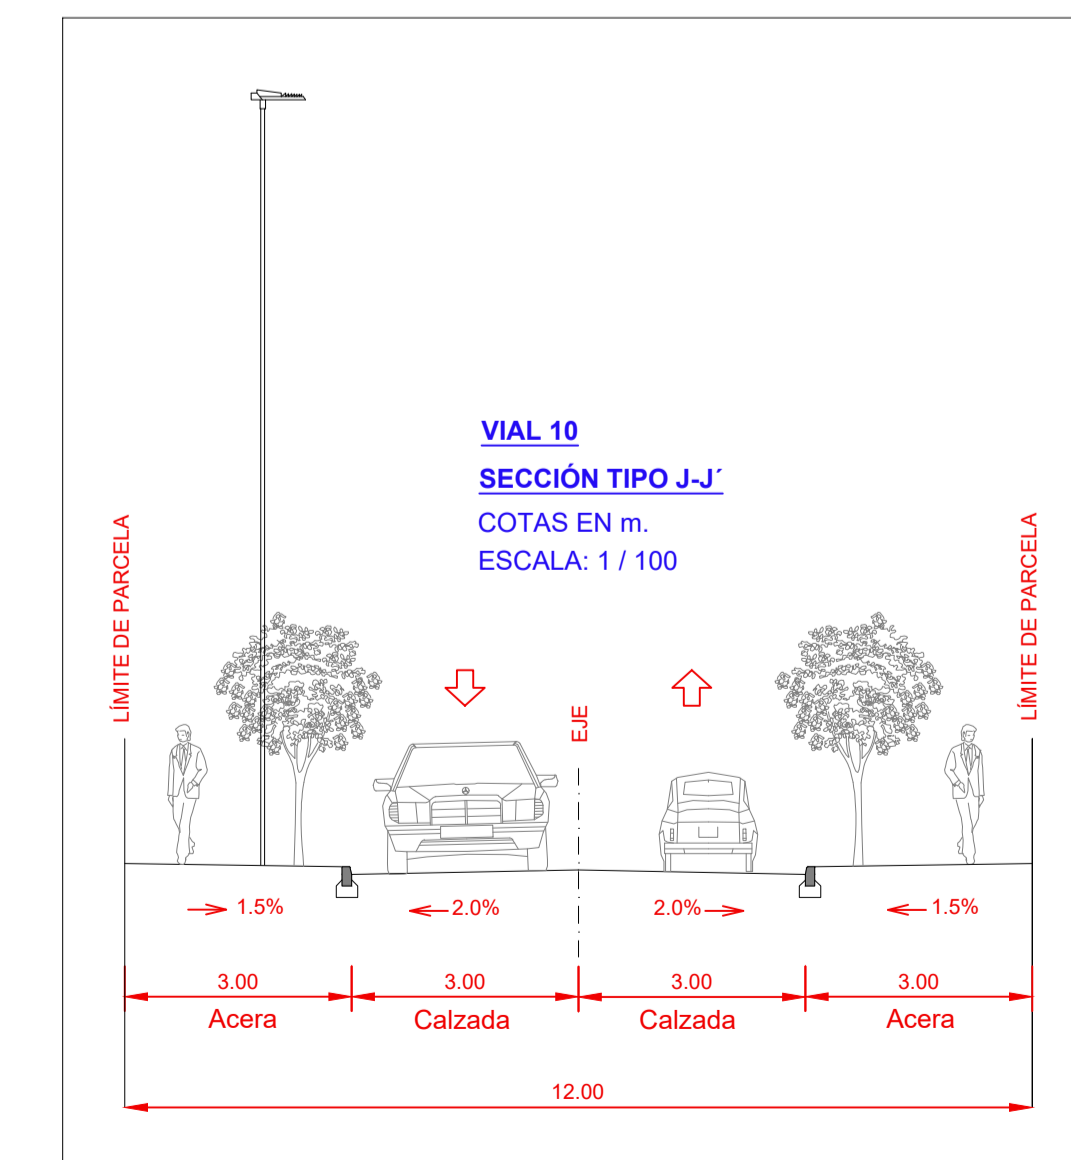 VIAL 10
SECCIÓN TIPO J-J´
COTAS EN m.
ESCALA: 1 / 100
LÍMITE DE PARCELA
LÍMITE DE PARCELA
EJE
1.5%
2.0%
2.0%
1.5%
3.00
3.00
3.00
3.00
Acera
Calzada
Calzada
Acera
12.00